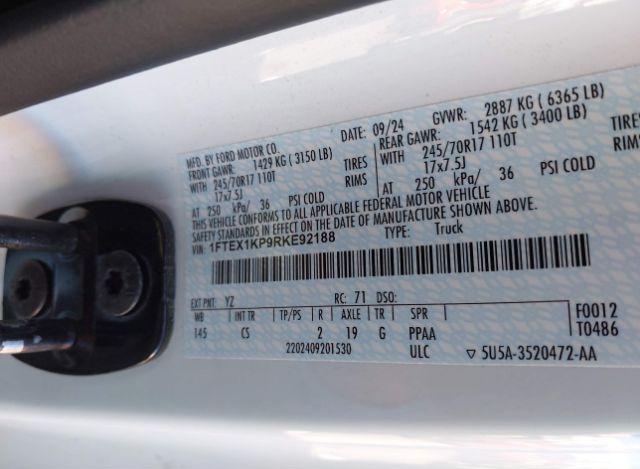 MFD. BY FORD MOTOR CO. DATE: 09/24 GVWR: 2887 KG ( 6365 LB)
FRONT GAWR: 1429 KG ( 3150 LB) REAR GAWR: 1542 KG ( 3400 LB)
WITH 245/70R17 110T TIRES WITH 245/70R17 110T TIRES
17x7.5J RIMS 17x7.5J RIMS
AT 250 kPa/ 36 PSI COLD AT 250 kPa/ 36 PSI COLD
THIS VEHICLE CONFORMS TO ALL APPLICABLE FEDERAL MOTOR VEHICLE
SAFETY STANDARDS IN EFFECT ON THE DATE OF MANUFACTURE SHOWN ABOVE.
VIN: 1FTEX1KP9RKE92188 TYPE: Truck
EXT PNT: YZ RC: 71 DSO:
WB INT TR TP/PS R AXLE TR SPR F0012
145 CS 2 19 G PPAA T0486
2202409201530 ULC ▽ 5U5A-3520472-AA